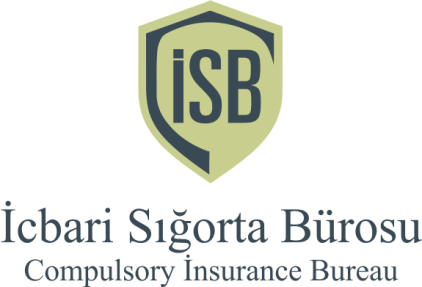 İSB
İcbari Sığorta Bürosu
Compulsory İnsurance Bureau